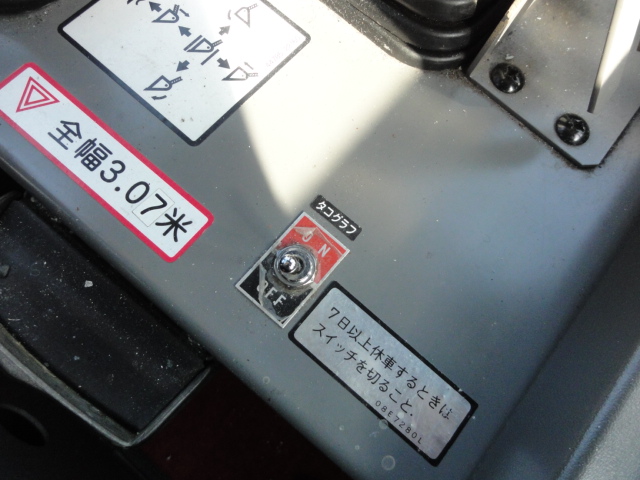 全幅3.07米
タコグラフ
ON
OFF
7日以上休車するときは
スイッチを切ること.
08E7280L